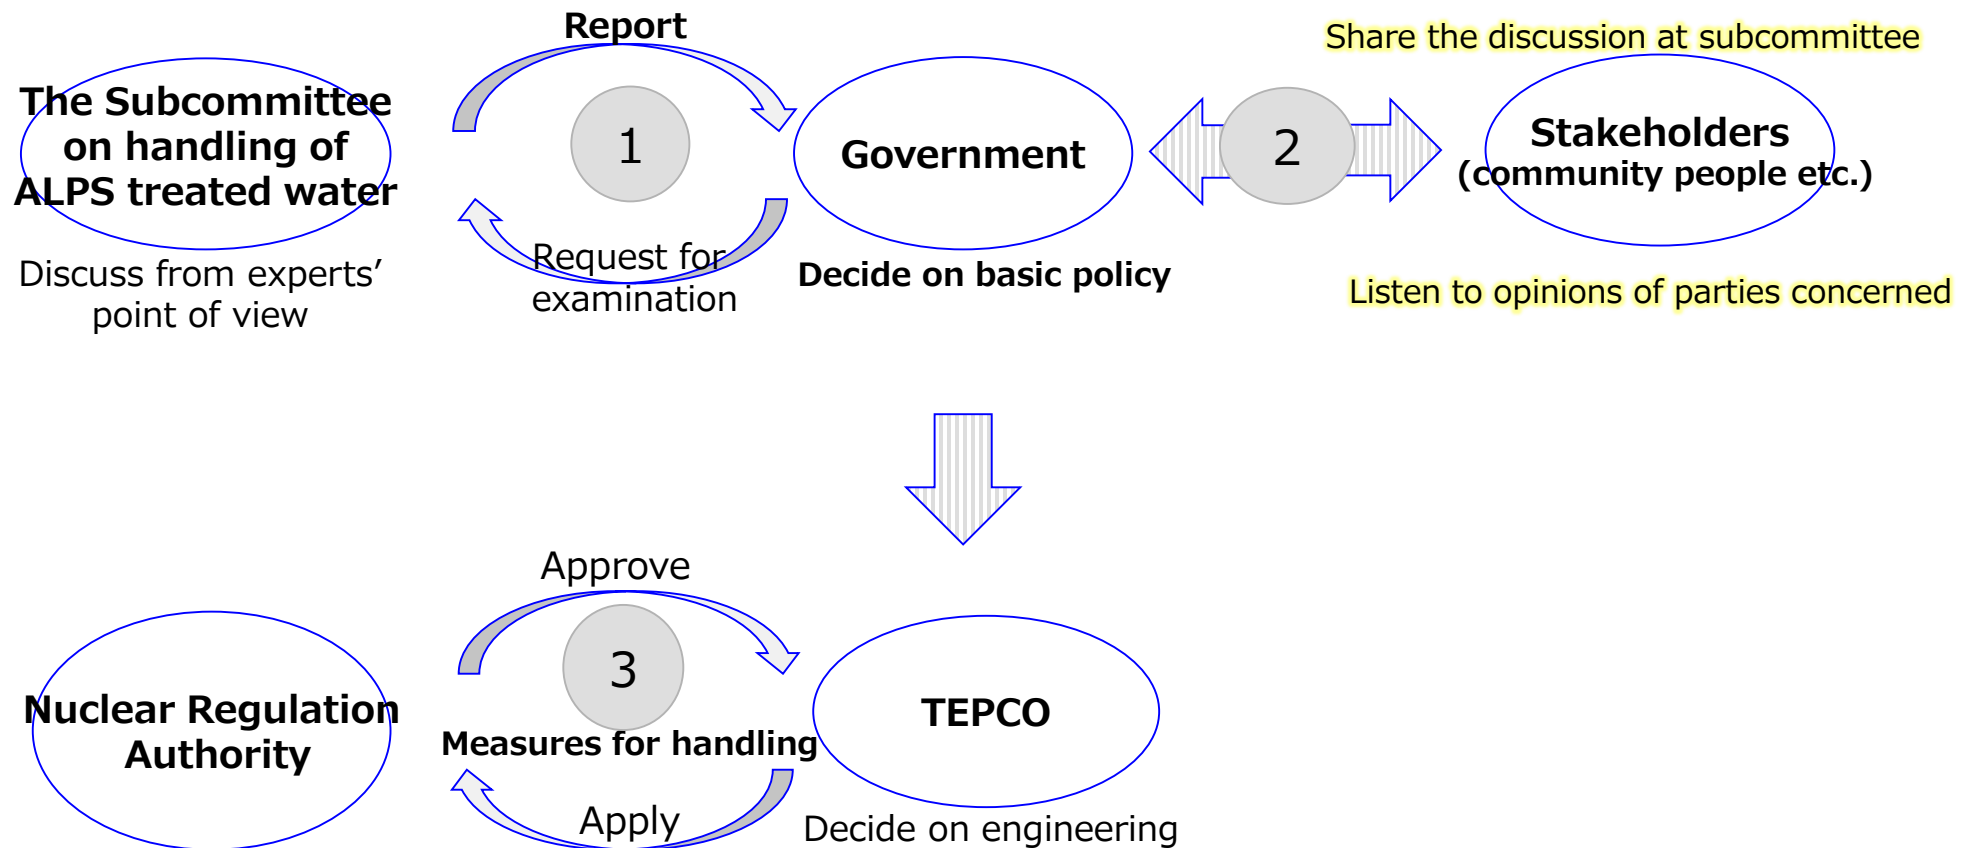 Report
Share the discussion at subcommittee
The Subcommittee
on handling of
ALPS treated water
1
Government
2
Stakeholders
(community people etc.)
Discuss from experts’
point of view
Request for
examination
Decide on basic policy
Listen to opinions of parties concerned
Approve
3
Nuclear Regulation
Authority
Measures for handling
TEPCO
Apply
Decide on engineering